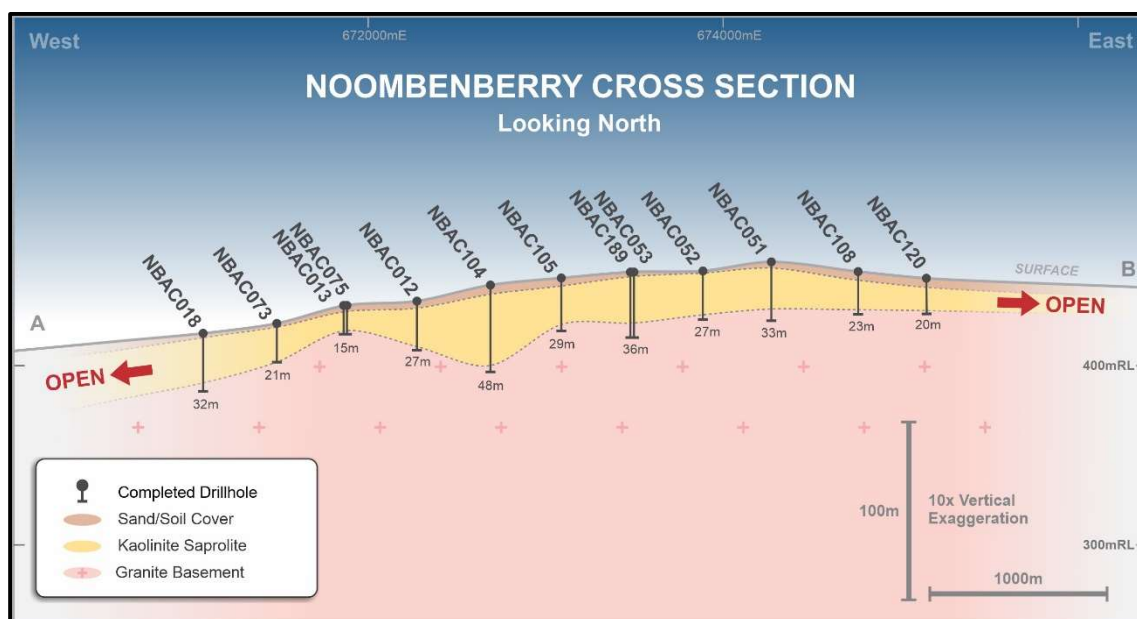 672000mE
674000mE
West
East
NOOMBENBERRY CROSS SECTION
Looking North
NBAC018
NBAC073
NBAC013
NBAC075
NBAC012
NBAC104
NBAC105
NBAC189
NBAC053
NBAC052
NBAC051
NBAC108
NBAC120
SURFACE
A
B
OPEN
OPEN
32m
21m
15m
27m
48m
29m
36m
27m
33m
23m
20m
400mRL
300mRL
Completed Drillhole
Sand/Soil Cover
Kaolinite Saprolite
Granite Basement
100m
10x Vertical
Exaggeration
1000m